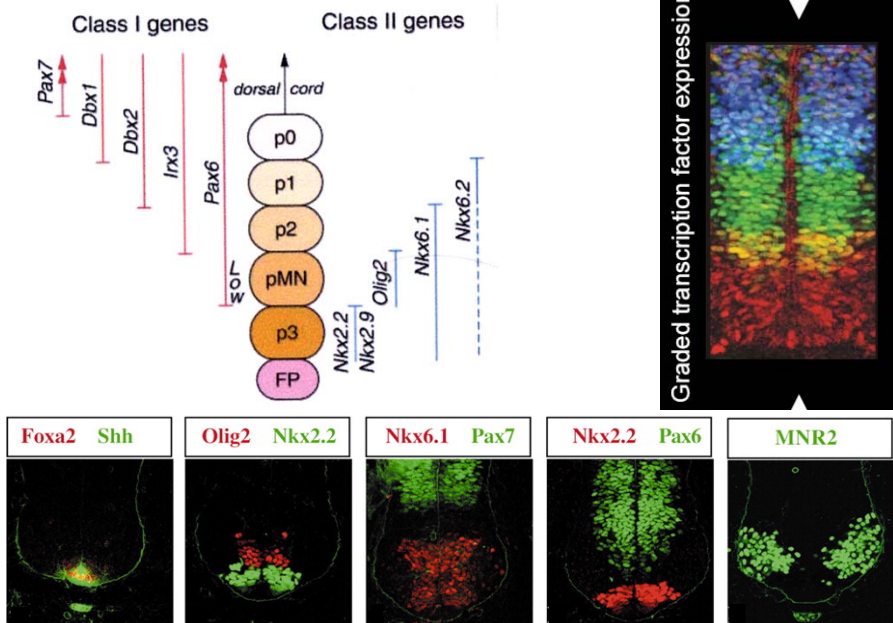 Class I genes
Class II genes
Pax7
Dbx1
Dbx2
Irx3
Pax6
Low
dorsal cord
p0
p1
p2
pMN
p3
FP
Nkx2.2
Nkx2.9
Olig2
Nkx6.1
Nkx6.2
Graded transcription factor expression
Foxa2 Shh
Olig2 Nkx2.2
Nkx6.1 Pax7
Nkx2.2 Pax6
MNR2